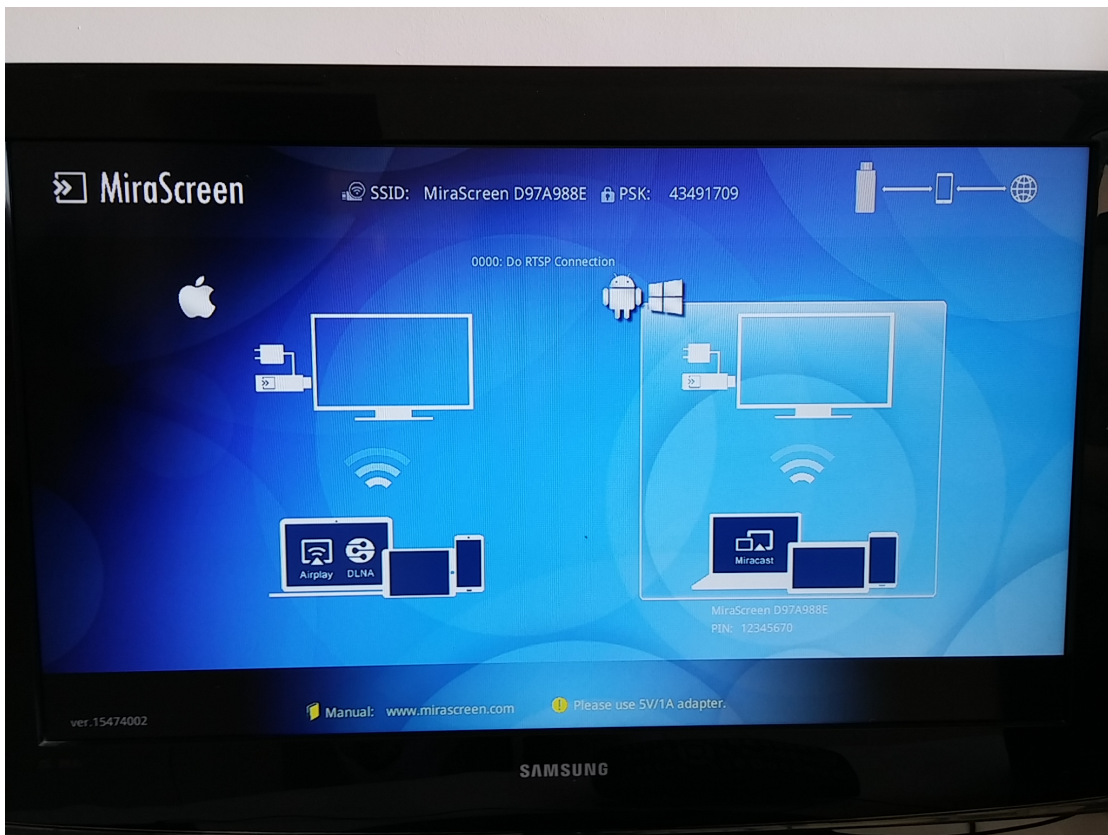 MiraScreen
SSID: MiraScreen D97A988E PSK: 43491709
0000: Do RTSP Connection
Airplay DLNA
Miracast
MiraScreen D97A988E
PIN: 12345670
Manual: www.mirascreen.com
Please use 5V/1A adapter.
ver.15474002
SAMSUNG